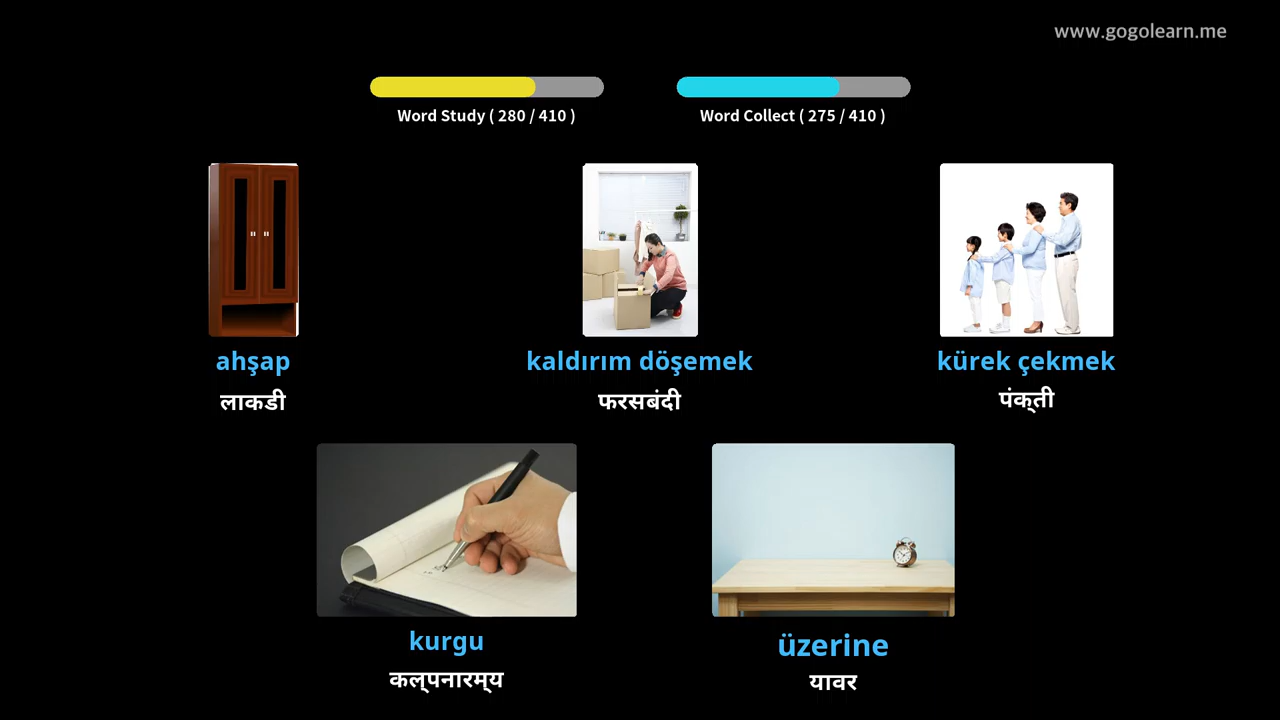 www.gogolearn.me
Word Study ( 280 / 410 )
Word Collect ( 275 / 410 )
ahşap
लाकडी
kaldırım döşemek
फरसबंदी
kürek çekmek
पंक्ती
kurgu
कल्पनारम्य
üzerine
यावर